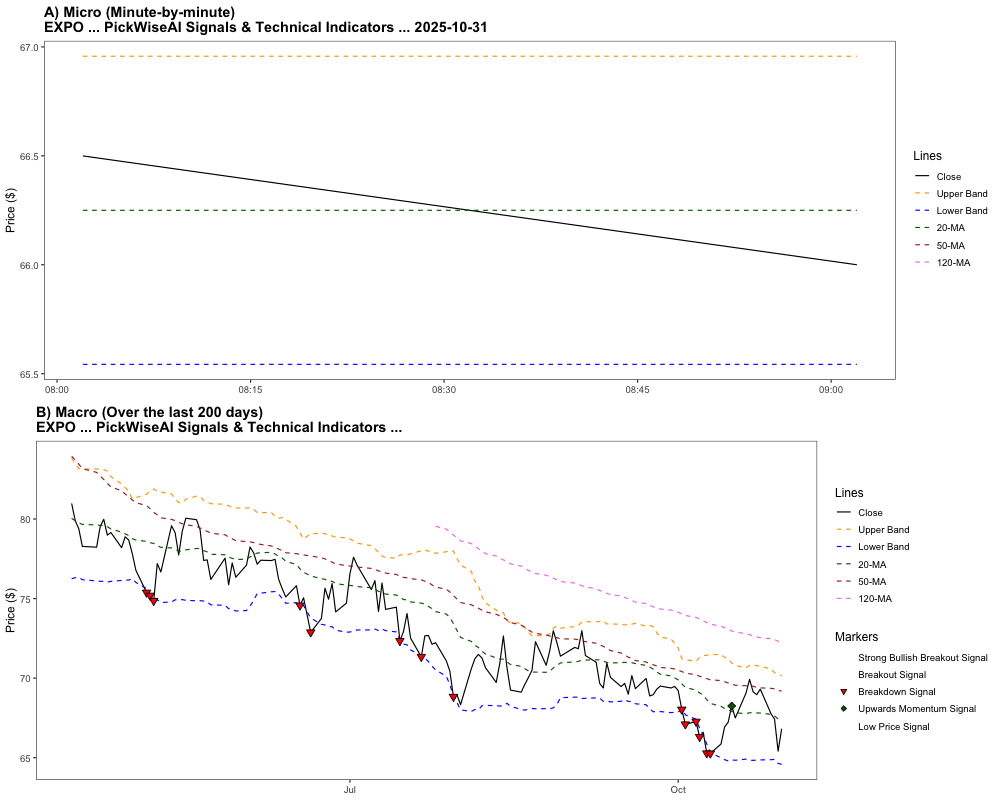 A) Micro (Minute-by-minute)
EXPO ... PickWiseAI Signals & Technical Indicators ... 2025-10-31
67.0
66.5
66.0
65.5
Price ($)
08:00
08:15
08:30
08:45
09:00
Lines
Close
Upper Band
Lower Band
20-MA
50-MA
120-MA
B) Macro (Over the last 200 days)
EXPO ... PickWiseAI Signals & Technical Indicators ...
80
75
70
65
Price ($)
Jul
Oct
Lines
Close
Upper Band
Lower Band
20-MA
50-MA
120-MA
Markers
Strong Bullish Breakout Signal
Breakout Signal
Breakdown Signal
Upwards Momentum Signal
Low Price Signal